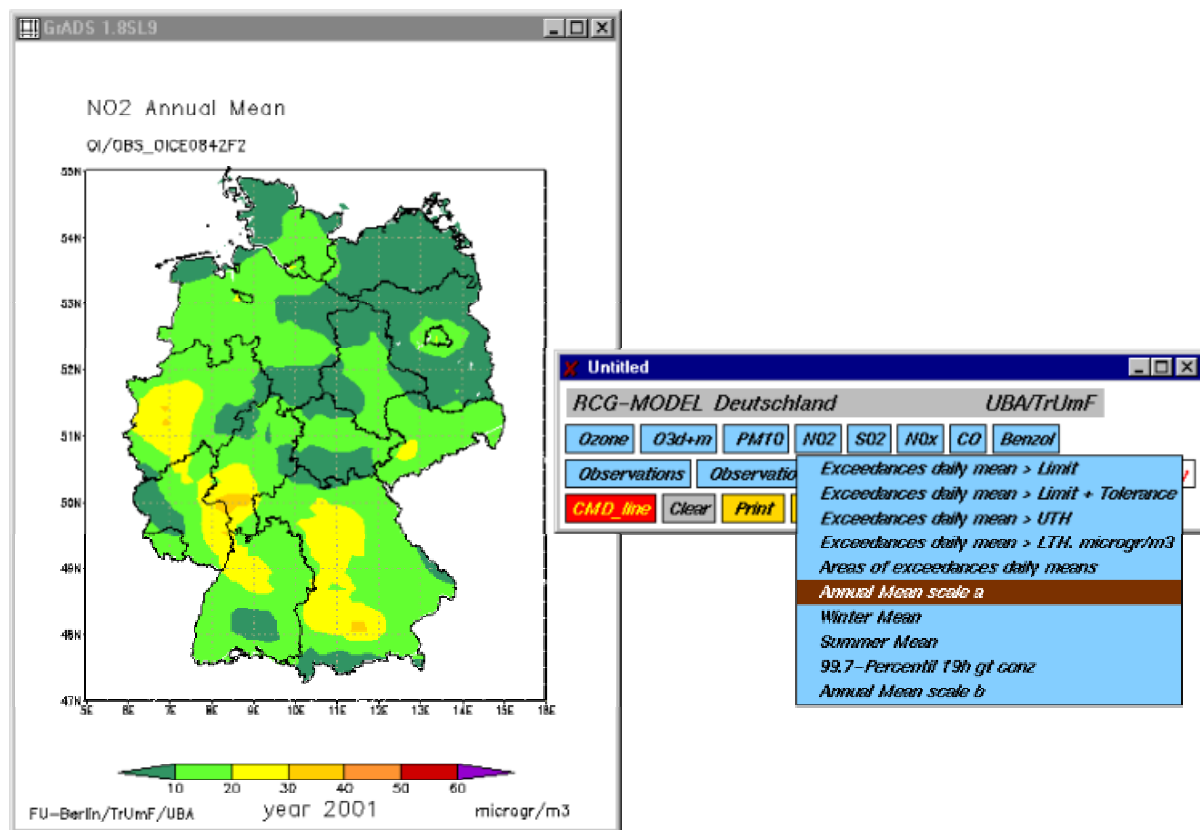 GrADS 1.8SL9
NO2 Annual Mean
OI/OBS_OICE0842F2
55N
54N
53N
52N
51N
50N
49N
48N
47N
5E 6E 7E 8E 9E 10E 11E 12E 13E 14E 15E 16E
10 20 30 40 50 60
FU-Berlin/TrUmF/UBA year 2001 microgr/m3
Untitled
RCG-MODEL Deutschland UBA/TrUmF
Ozone O3d+m PM10 NO2 SO2 NOx CO Benzol
Observations Observatio
CMD_line Clear Print
Exceedances daily mean > Limit
Exceedances daily mean > Limit + Tolerance
Exceedances daily mean > UTH
Exceedances daily mean > LTH. microgr/m3
Areas of exceedances daily means
Annual Mean scale a
Winter Mean
Summer Mean
99.7-Percentil 19h gt conz
Annual Mean scale b